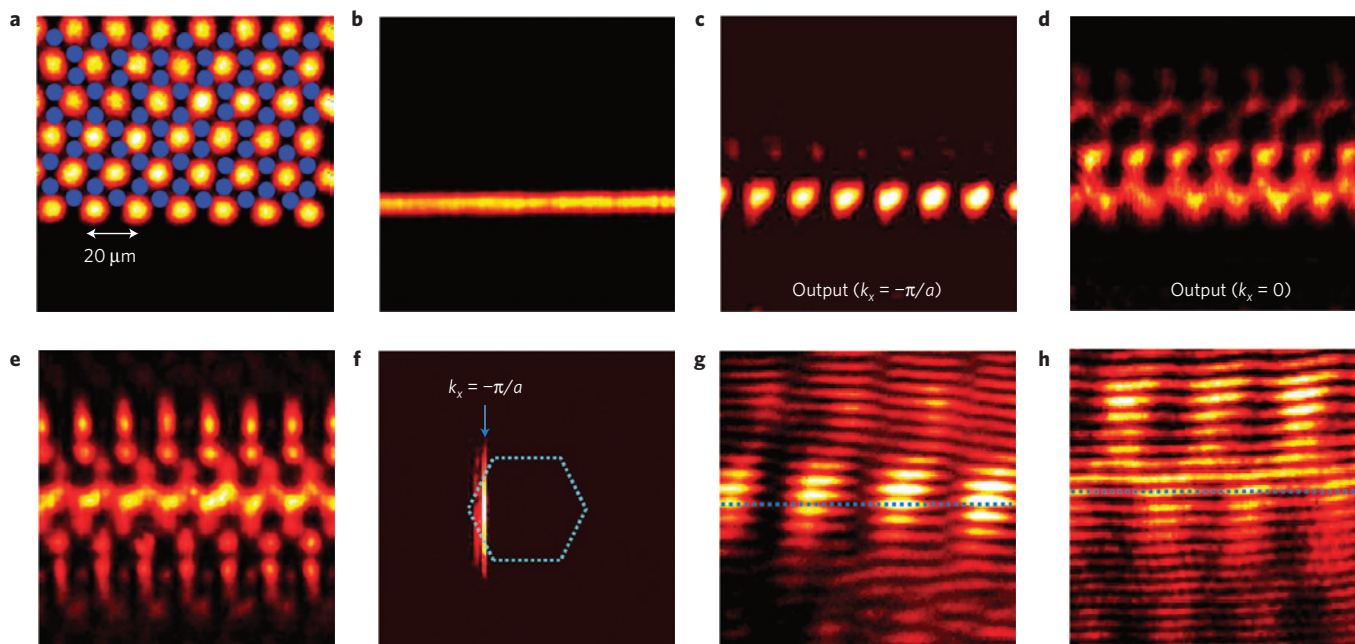 a
b
c
d
20 μm
Output (kₓ = −π/a)
Output (kₓ = 0)
e
f
g
h
kₓ = −π/a